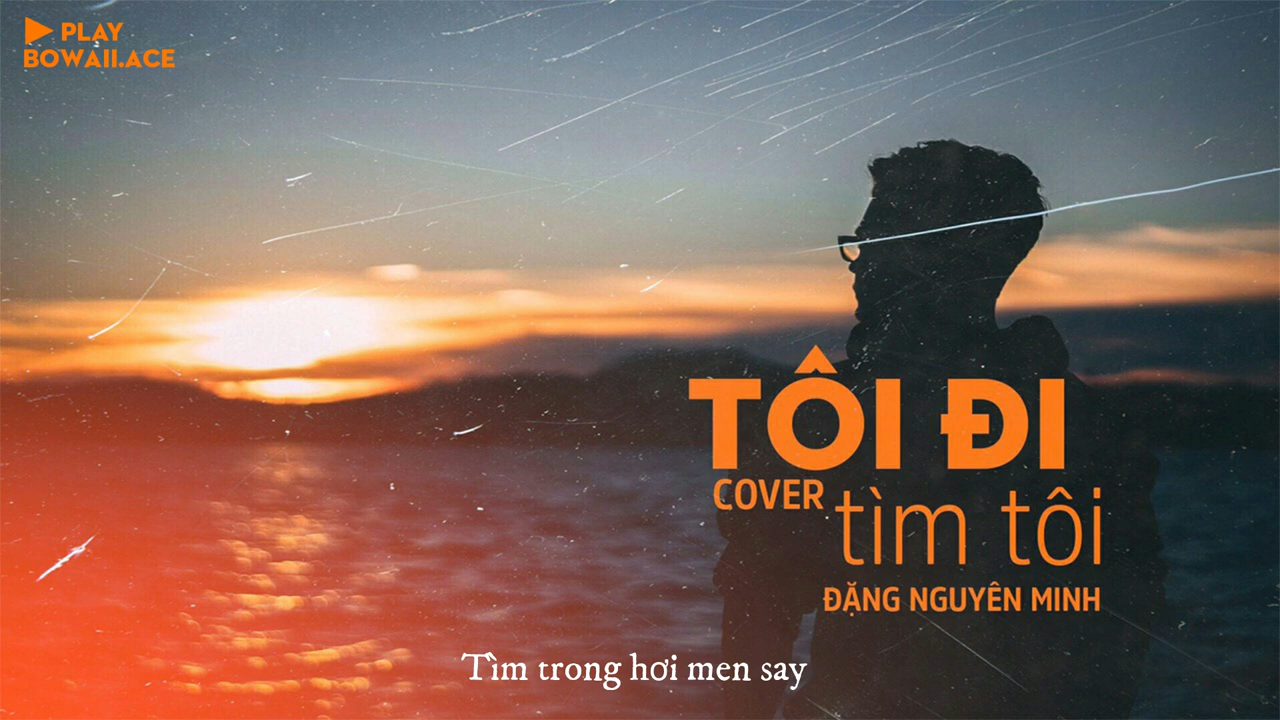 PLAY
BOWAII.ACE
TÔI ĐI
COVER
tìm tôi
ĐẶNG NGUYÊN MINH
Tìm trong hơi men say